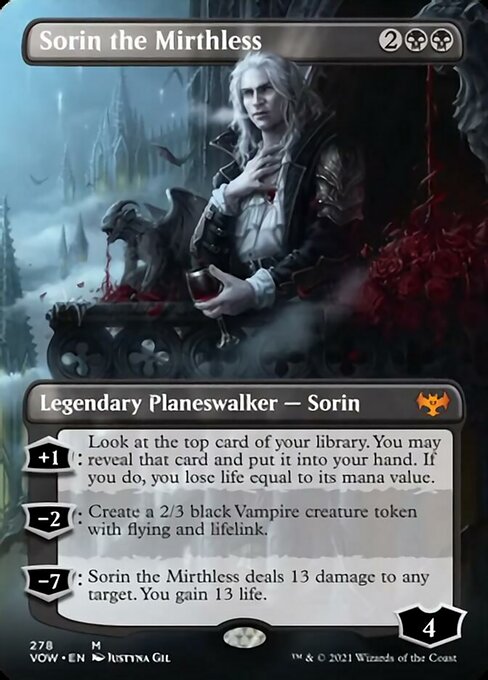 Sorin the Mirthless 2
Legendary Planeswalker — Sorin
+1 : Look at the top card of your library. You may
reveal that card and put it into your hand. If
you do, you lose life equal to its mana value.
−2 : Create a 2/3 black Vampire creature token
with flying and lifelink.
−7 : Sorin the Mirthless deals 13 damage to any
target. You gain 13 life.
4
278 M
VOW • EN Justyna Gil
™ & © 2021 Wizards of the Coast